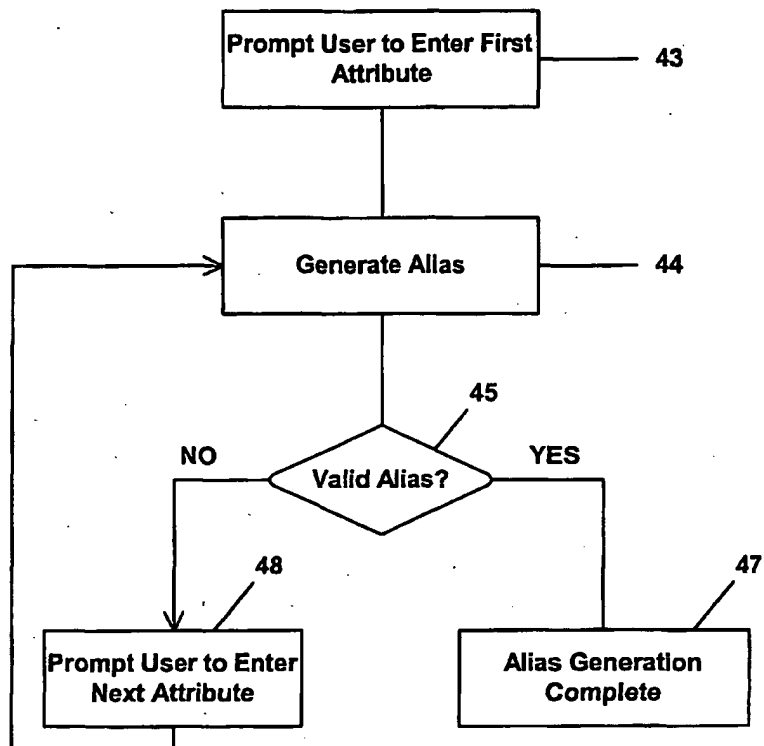 Prompt User to Enter First
Attribute
43
Generate Alias
44
45
NO
Valid Alias?
YES
48
47
Prompt User to Enter
Next Attribute
Alias Generation
Complete